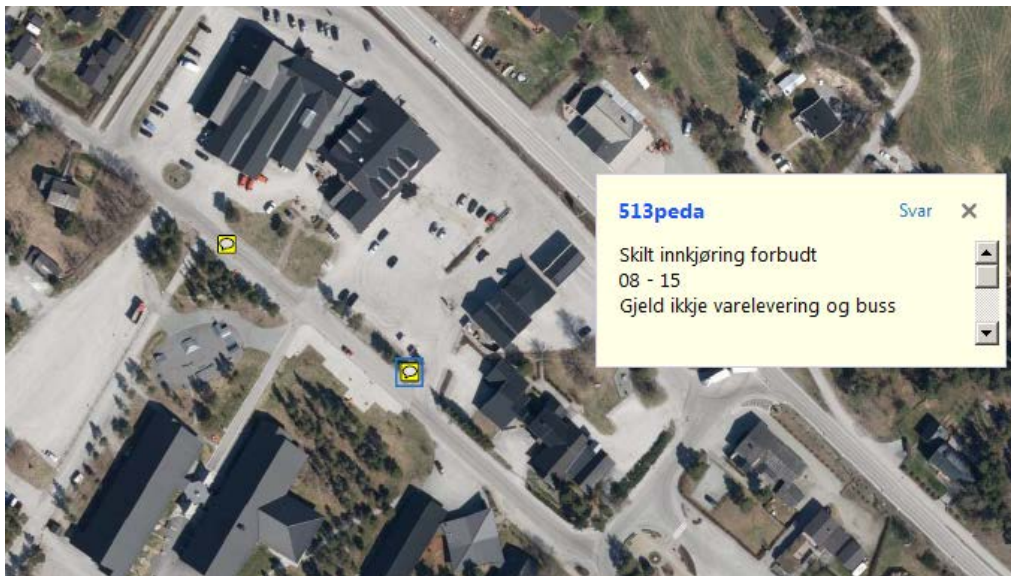 513peda
Svar
Skilt innkjøring forbudt
08 - 15
Gjeld ikkje varelevering og buss